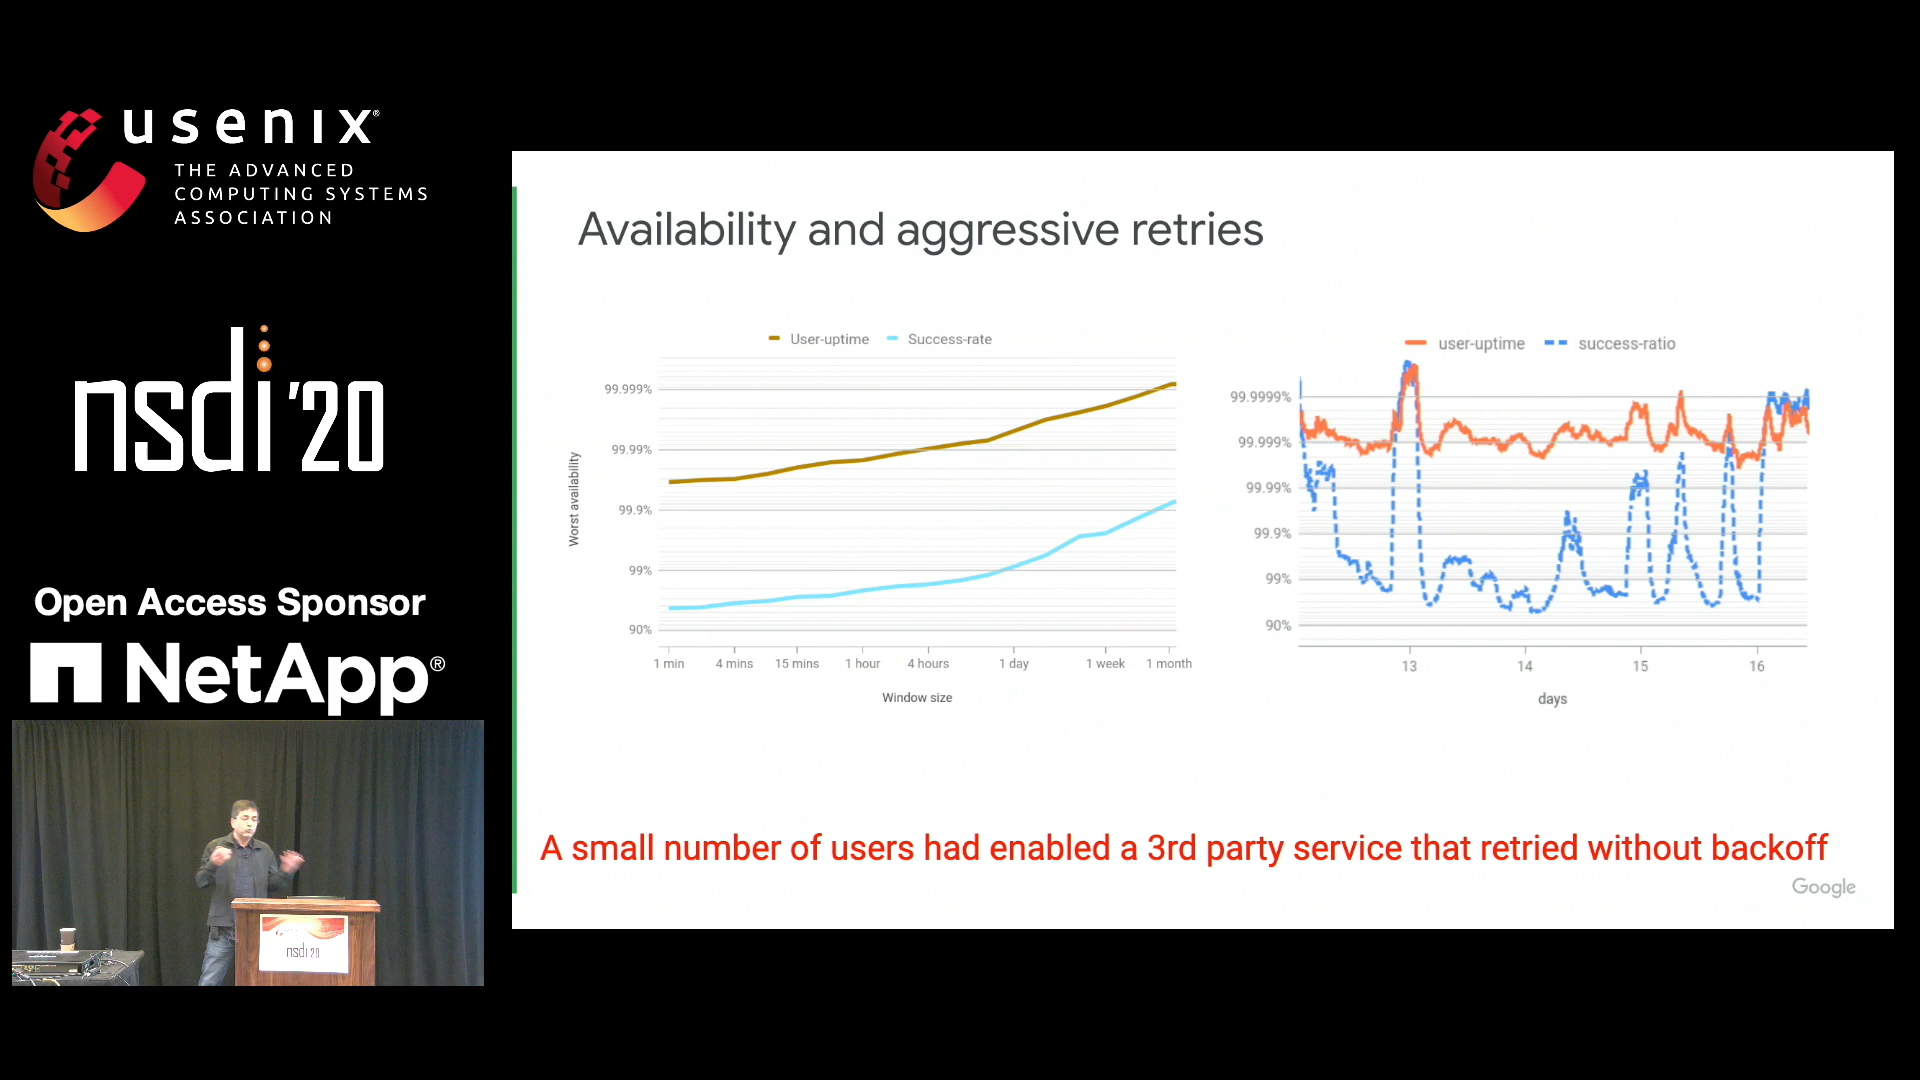 usenix®
THE ADVANCED
COMPUTING SYSTEMS
ASSOCIATION
nsdi'20
Open Access Sponsor
NetApp®
nsdi 20
Availability and aggressive retries
User-uptime Success-rate
99.999%
99.99%
99.9%
99%
90%
Worst availability
1 min 4 mins 15 mins 1 hour 4 hours 1 day 1 week 1 month
Window size
user-uptime success-ratio
99.9999%
99.999%
99.99%
99.9%
99%
90%
13 14 15 16
days
A small number of users had enabled a 3rd party service that retried without backoff
Google